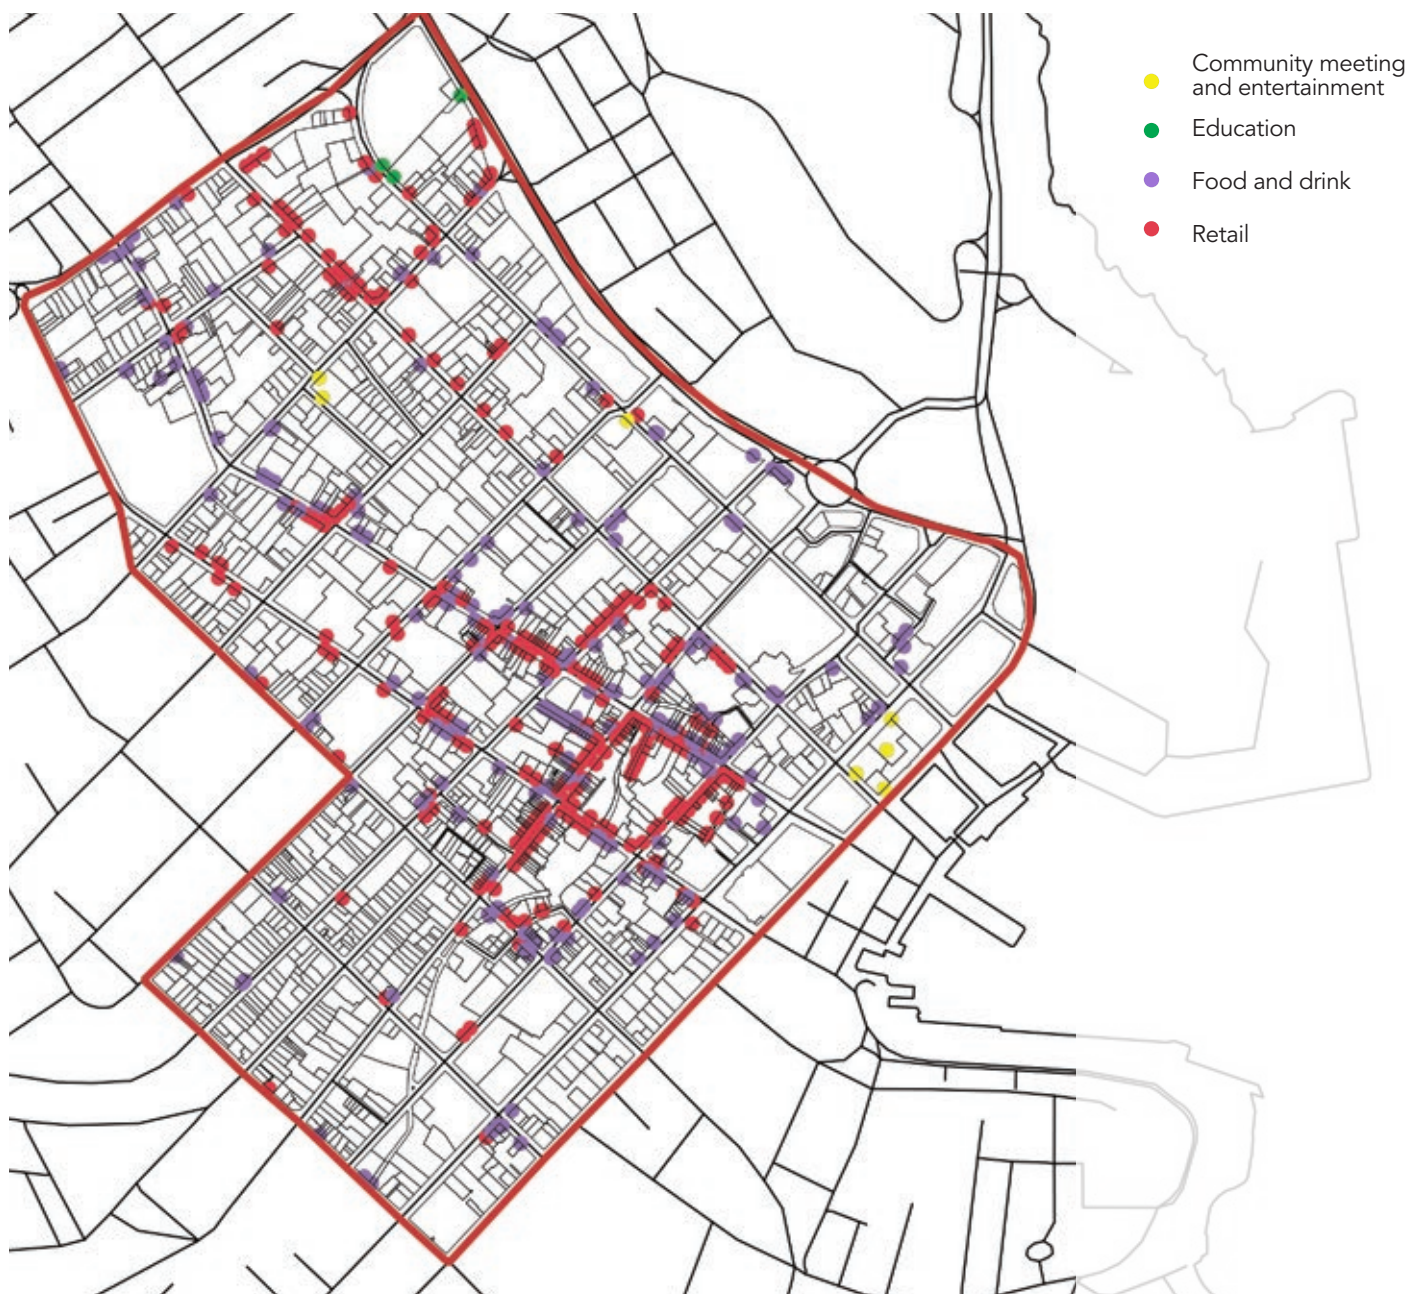 Community meeting
and entertainment
Education
Food and drink
Retail